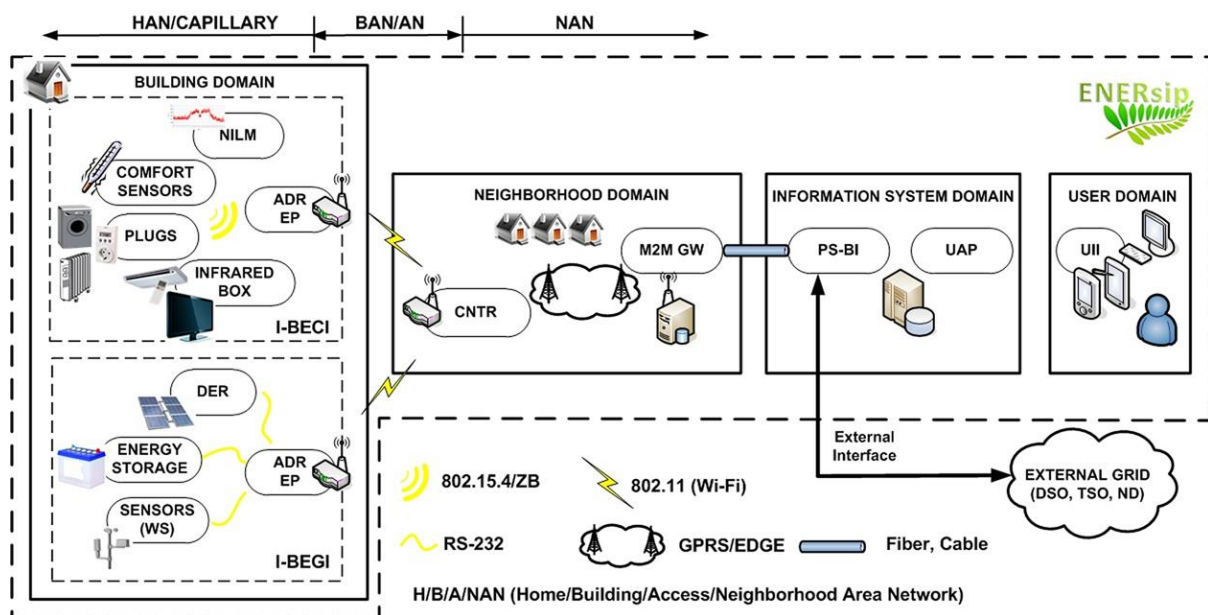 HAN/CAPILLARY
BAN/AN
NAN
BUILDING DOMAIN
NILM
COMFORT
SENSORS
ADR
EP
PLUGS
INFRARED
BOX
I-BECI
DER
ENERGY
STORAGE
ADR
EP
SENSORS
(WS)
I-BEGI
ENERsip
NEIGHBORHOOD DOMAIN
M2M GW
CNTR
INFORMATION SYSTEM DOMAIN
PS-BI
UAP
USER DOMAIN
UII
External
Interface
EXTERNAL GRID
(DSO, TSO, ND)
802.15.4/ZB
802.11 (Wi-Fi)
RS-232
GPRS/EDGE
Fiber, Cable
H/B/A/NAN (Home/Building/Access/Neighborhood Area Network)